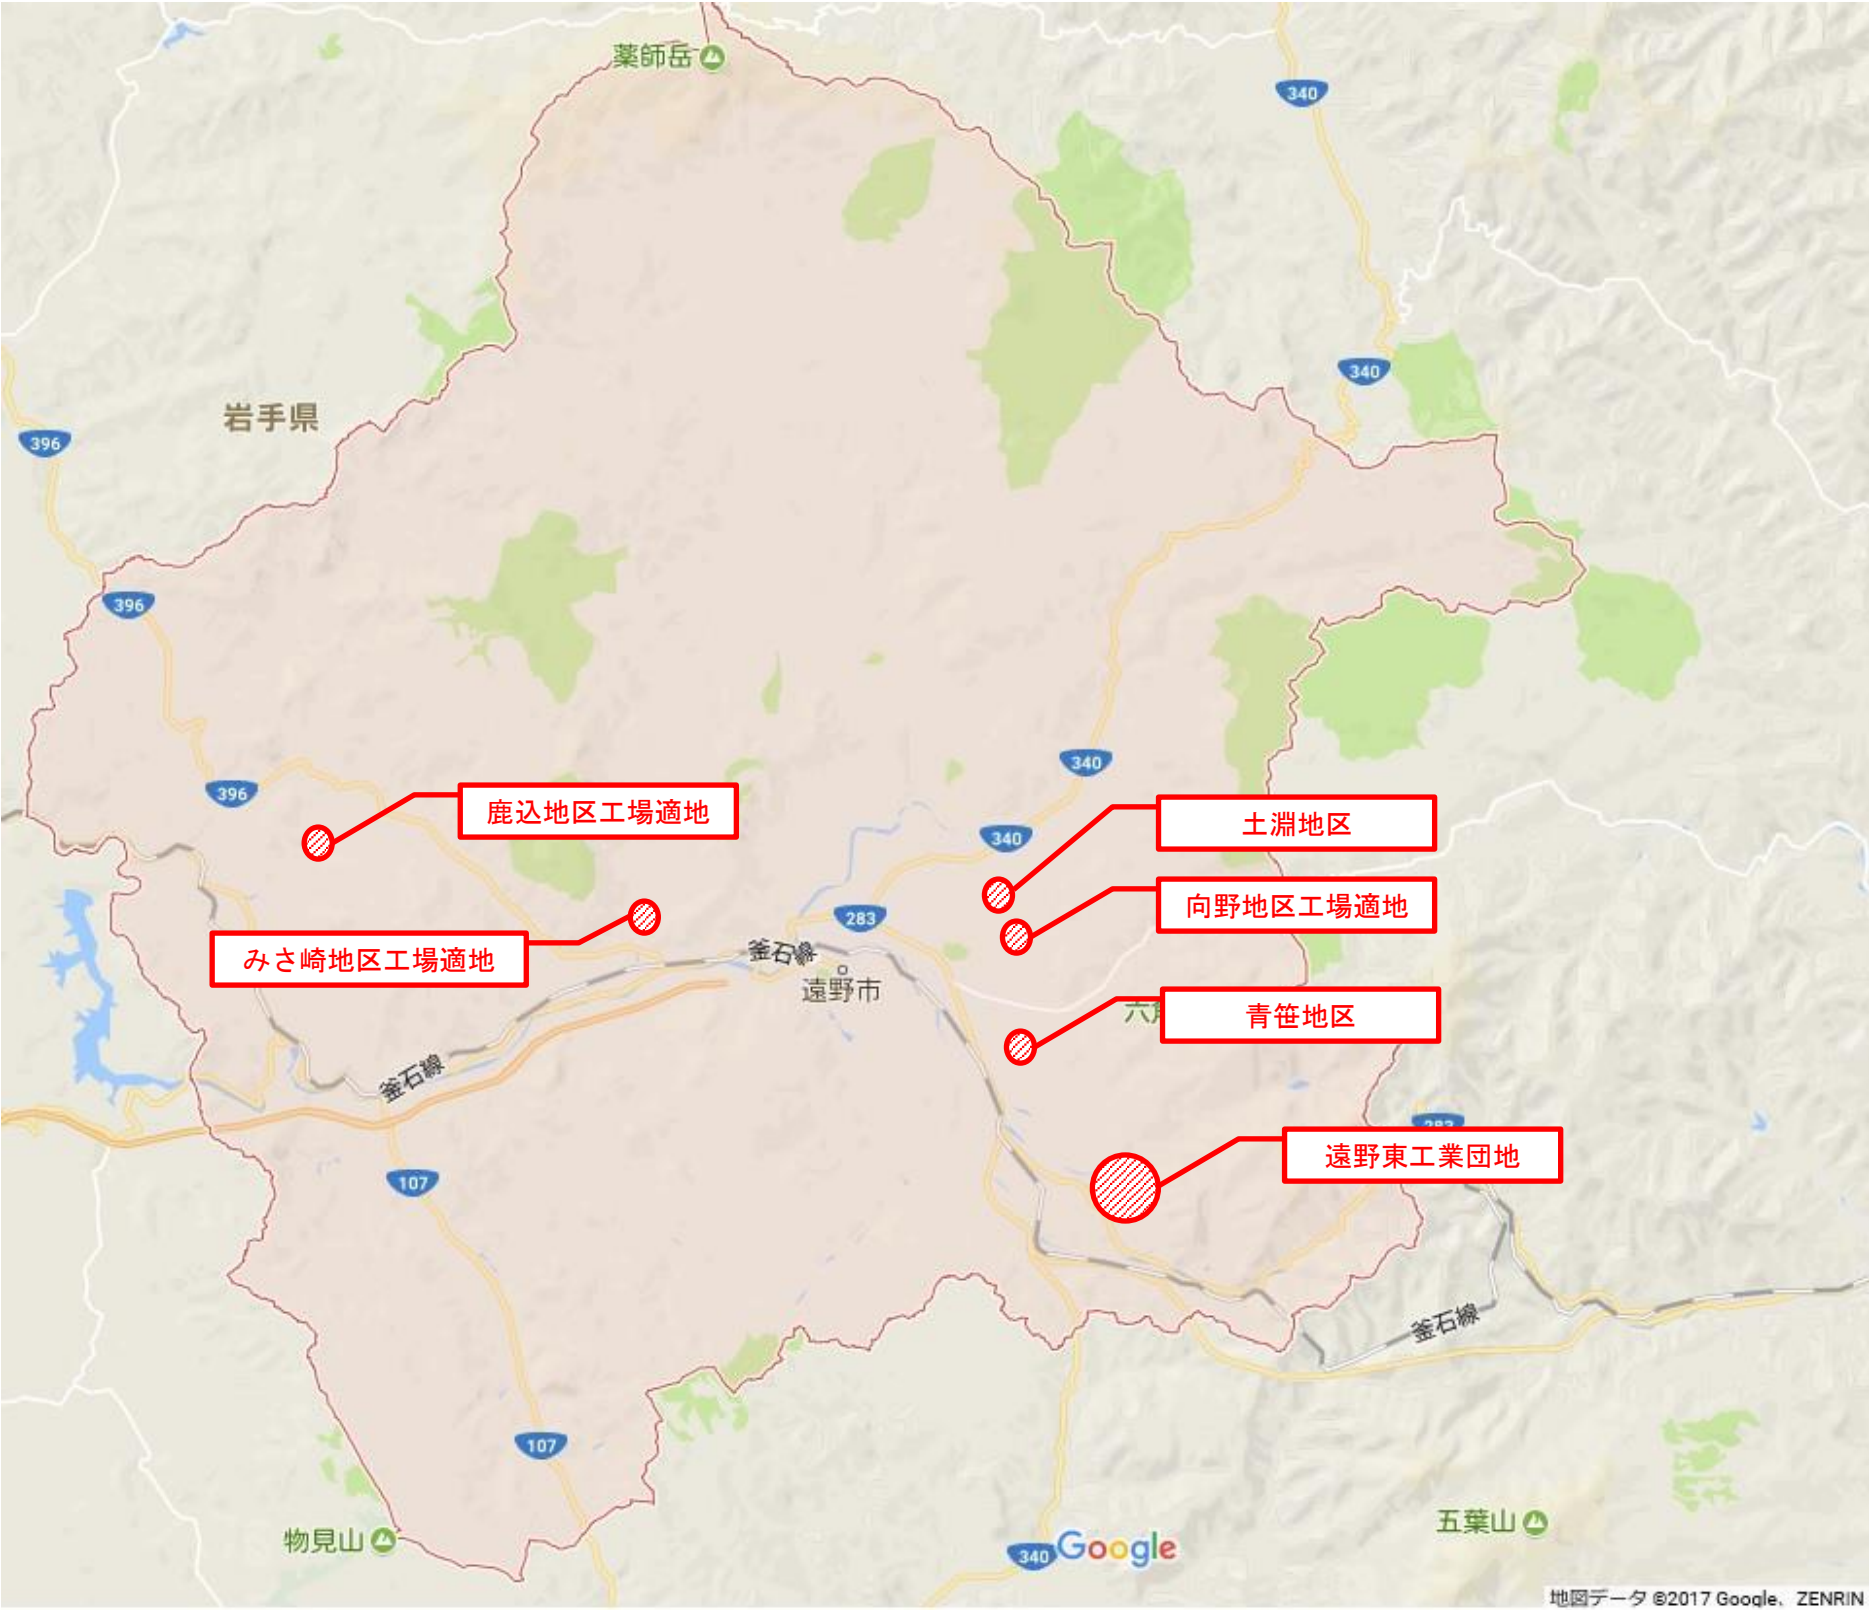 薬師岳
340
340
岩手県
396
396
396
340
鹿込地区工場適地
土淵地区
340
向野地区工場適地
283
みさ崎地区工場適地
釜石線
遠野市
青笹地区
釜石線
283
遠野東工業団地
107
釜石線
107
五葉山
物見山
340
Google
地図データ ©2017 Google、ZENRIN